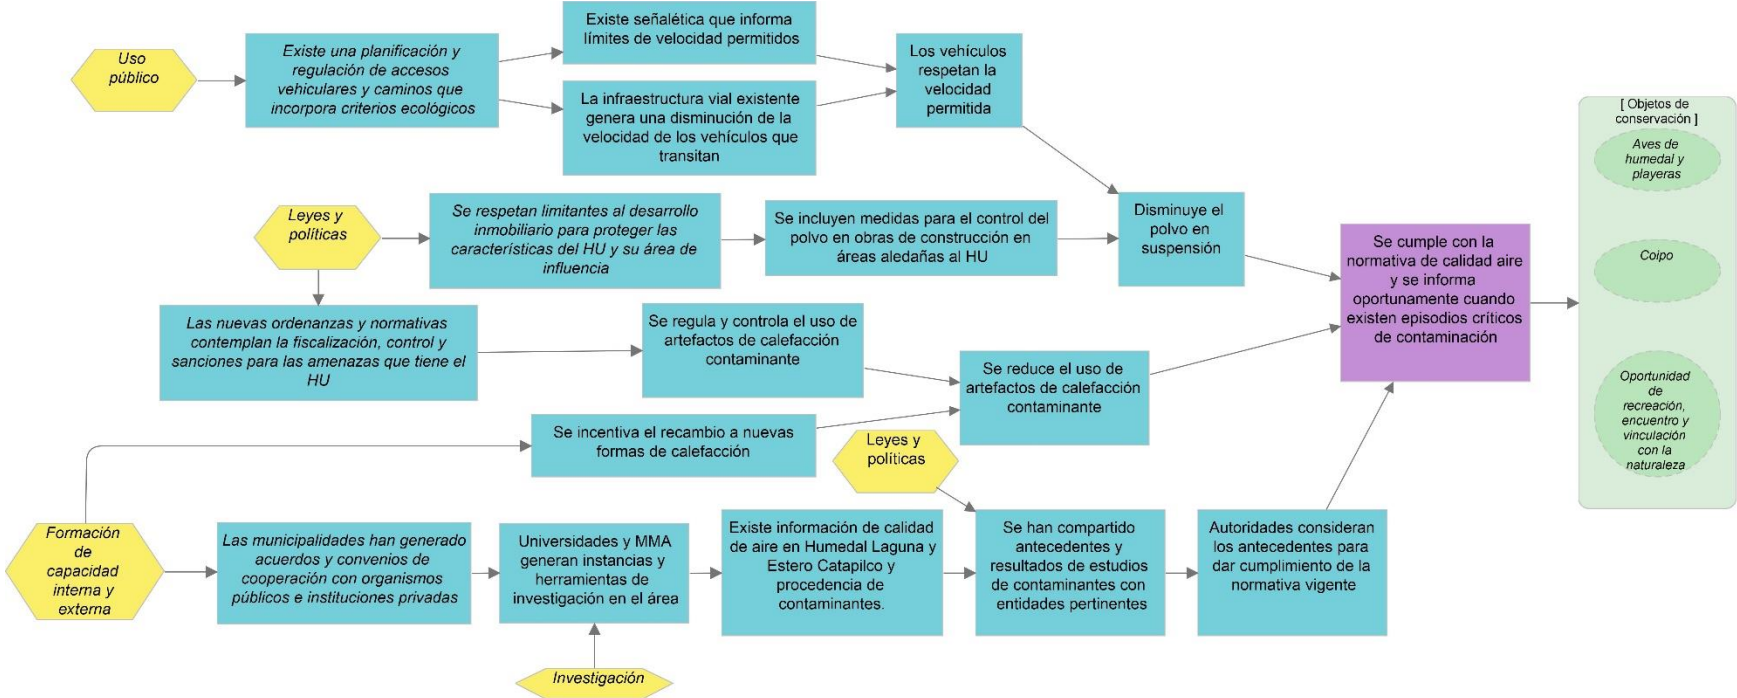 Uso
público
Existe una planificación y
regulación de accesos
vehiculares y caminos que
incorpora criterios ecológicos
Existe señalética que informa
límites de velocidad permitidos
La infraestructura vial existente
genera una disminución de la
velocidad de los vehículos que
transitan
Los vehículos
respetan la
velocidad
permitida
Leyes y
políticas
Se respetan limitantes al desarrollo
inmobiliario para proteger las
características del HU y su área de
influencia
Se incluyen medidas para el control del
polvo en obras de construcción en
áreas aledañas al HU
Disminuye el
polvo en
suspensión
Las nuevas ordenanzas y normativas
contemplan la fiscalización, control y
sanciones para las amenazas que tiene el
HU
Se regula y controla el uso de
artefactos de calefacción
contaminante
Se reduce el uso de
artefactos de calefacción
contaminante
Se incentiva el recambio a nuevas
formas de calefacción
Leyes y
políticas
Formación
de
capacidad
interna y
externa
Las municipalidades han generado
acuerdos y convenios de
cooperación con organismos
públicos e instituciones privadas
Universidades y MMA
generan instancias y
herramientas de
investigación en el área
Investigación
Existe información de calidad
de aire en Humedal Laguna y
Estero Catapilco y
procedencia de
contaminantes.
Se han compartido
antecedentes y
resultados de estudios
de contaminantes con
entidades pertinentes
Autoridades consideran
los antecedentes para
dar cumplimiento de la
normativa vigente
Se cumple con la
normativa de calidad aire
y se informa
oportunamente cuando
existen episodios críticos
de contaminación
[ Objetos de
conservación ]
Aves de
humedal y
playeras
Coipo
Oportunidad
de
recreación,
encuentro y
vinculación
con la
naturaleza